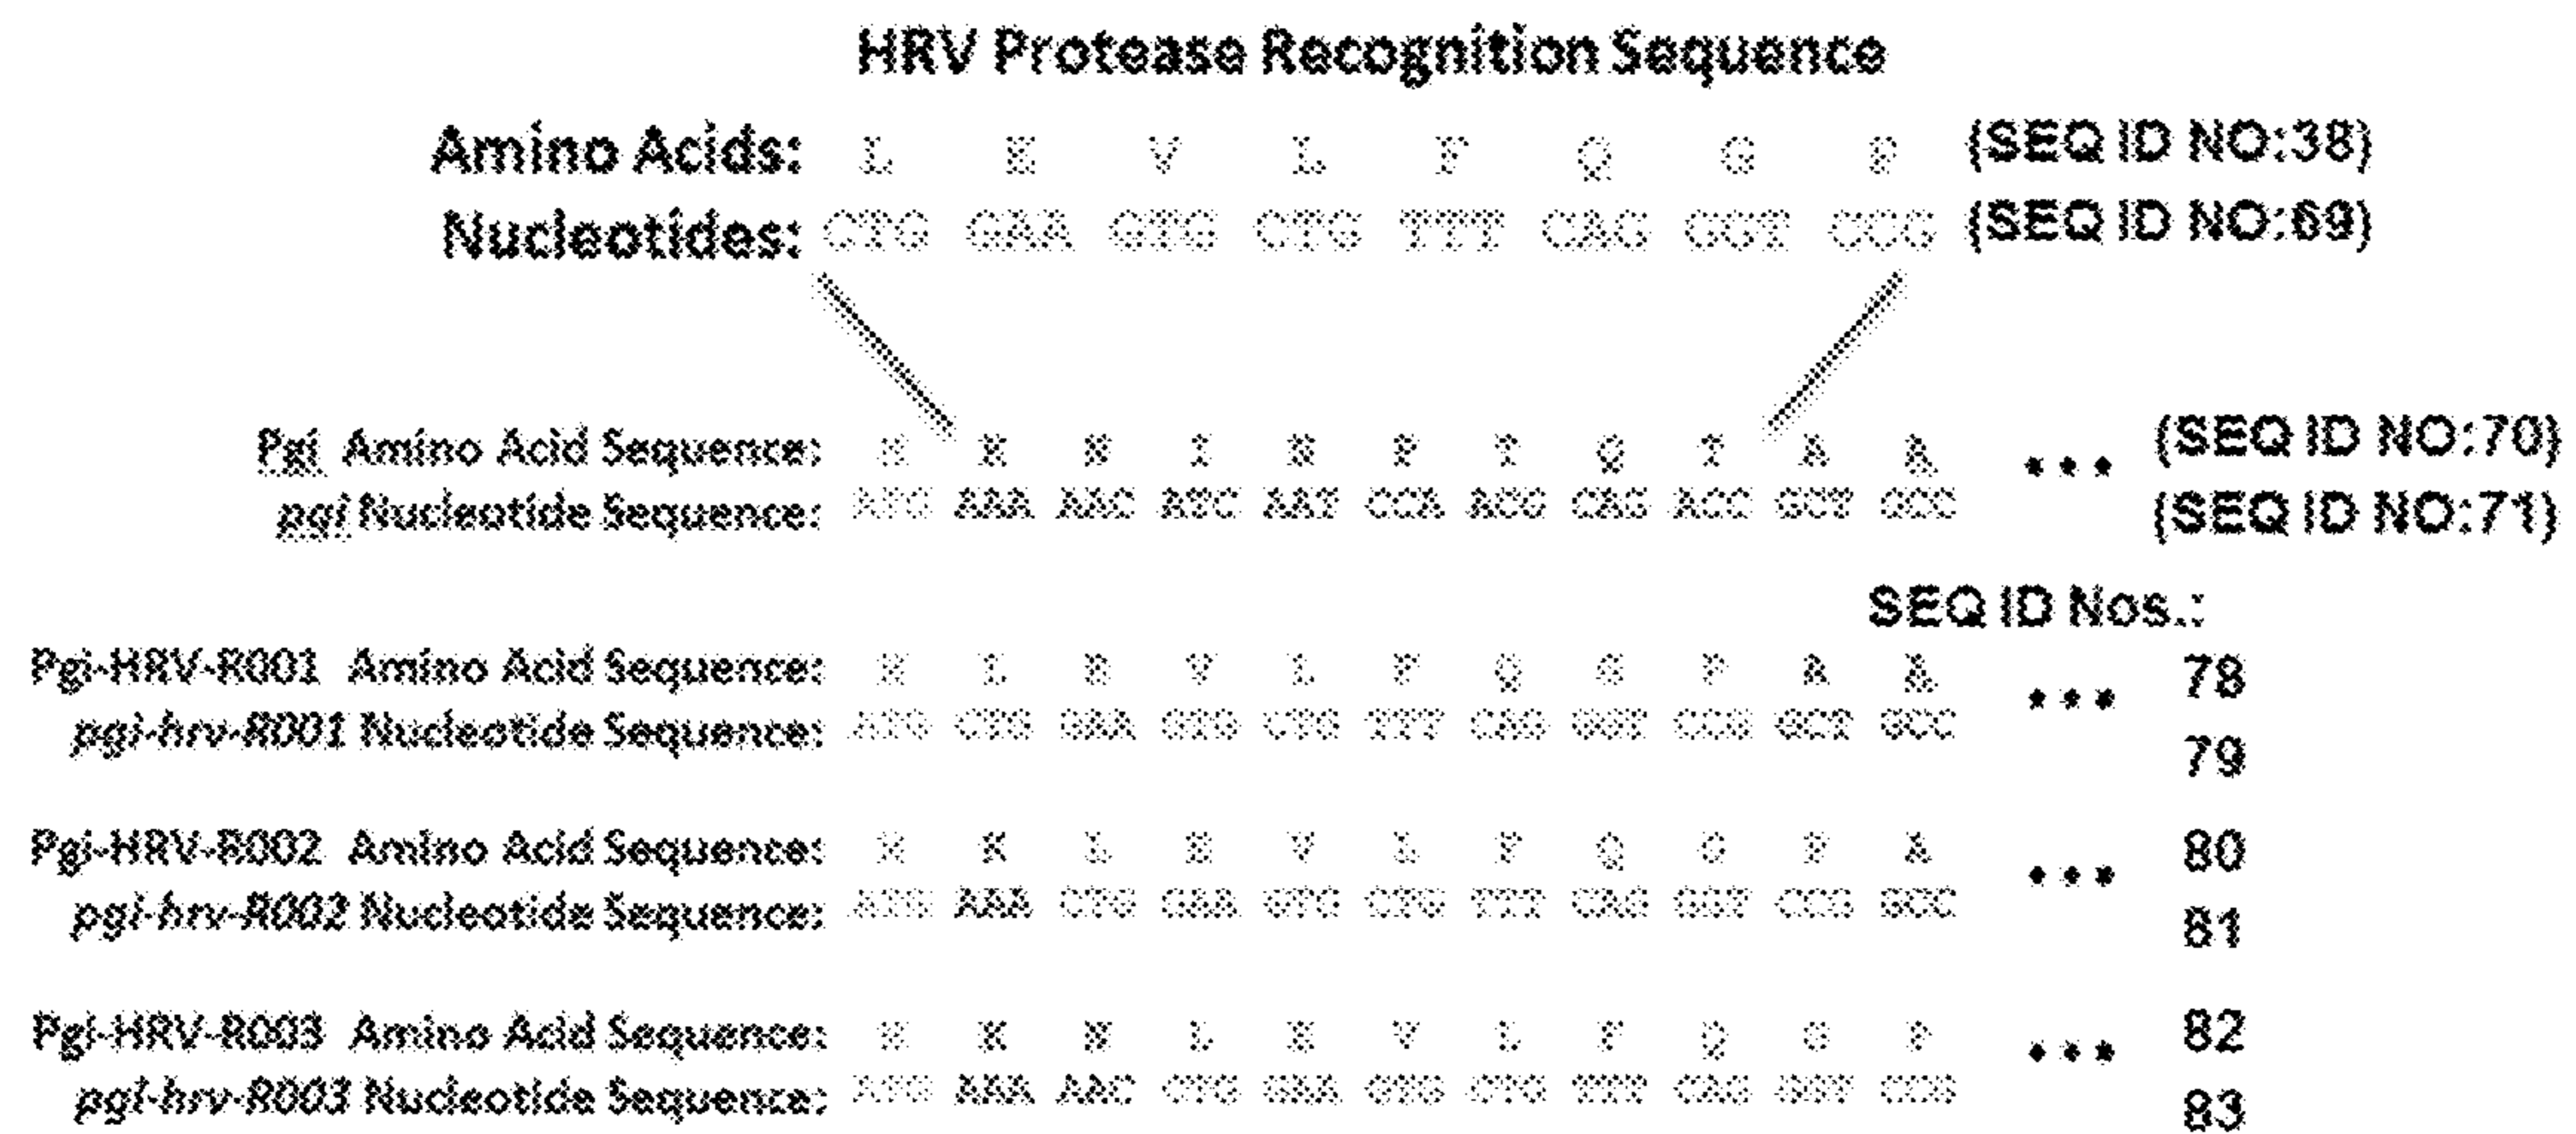 HRV Protease Recognition Sequence
Amino Acids: L E V L F Q G P (SEQ ID NO:38)
Nucleotides: CTG GAA GTG CTG TTT CAG GGT CCG (SEQ ID NO:69)
Pgi Amino Acid Sequence: M K N I N P T Q T A A ••• (SEQ ID NO:70)
pgi Nucleotide Sequence: ATG AAA AAC ATC AAT CCA ACG CAG ACC GCT GCC (SEQ ID NO:71)
SEQ ID Nos.:
Pgi-HRV-R001 Amino Acid Sequence: M L E V L F Q G P A A ••• 78
pgi-hrv-R001 Nucleotide Sequence: ATG CTG GAA GTG CTG TTT CAG GGT CCG GCT GCC 79
Pgi-HRV-R002 Amino Acid Sequence: M K L E V L F Q G P A ••• 80
pgi-hrv-R002 Nucleotide Sequence: ATG AAA CTG GAA GTG CTG TTT CAG GGT CCG GCC 81
Pgi-HRV-R003 Amino Acid Sequence: M K N L E V L F Q G P ••• 82
pgi-hrv-R003 Nucleotide Sequence: ATG AAA AAC CTG GAA GTG CTG TTT CAG GGT CCG 83